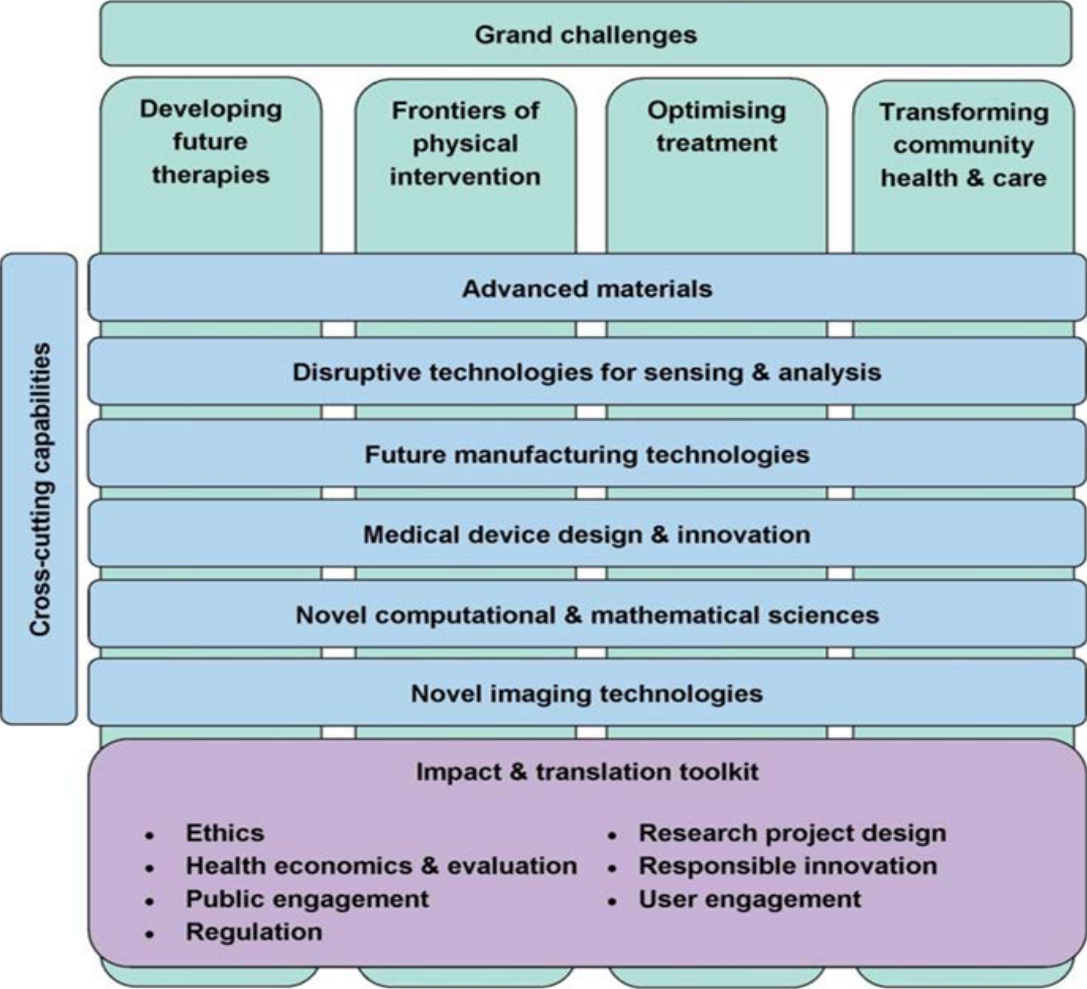 Grand challenges
Developing
future
therapies
Frontiers of
physical
intervention
Optimising
treatment
Transforming
community
health & care
Cross-cutting capabilities
Advanced materials
Disruptive technologies for sensing & analysis
Future manufacturing technologies
Medical device design & innovation
Novel computational & mathematical sciences
Novel imaging technologies
Impact & translation toolkit
• Ethics
• Health economics & evaluation
• Public engagement
• Regulation
• Research project design
• Responsible innovation
• User engagement